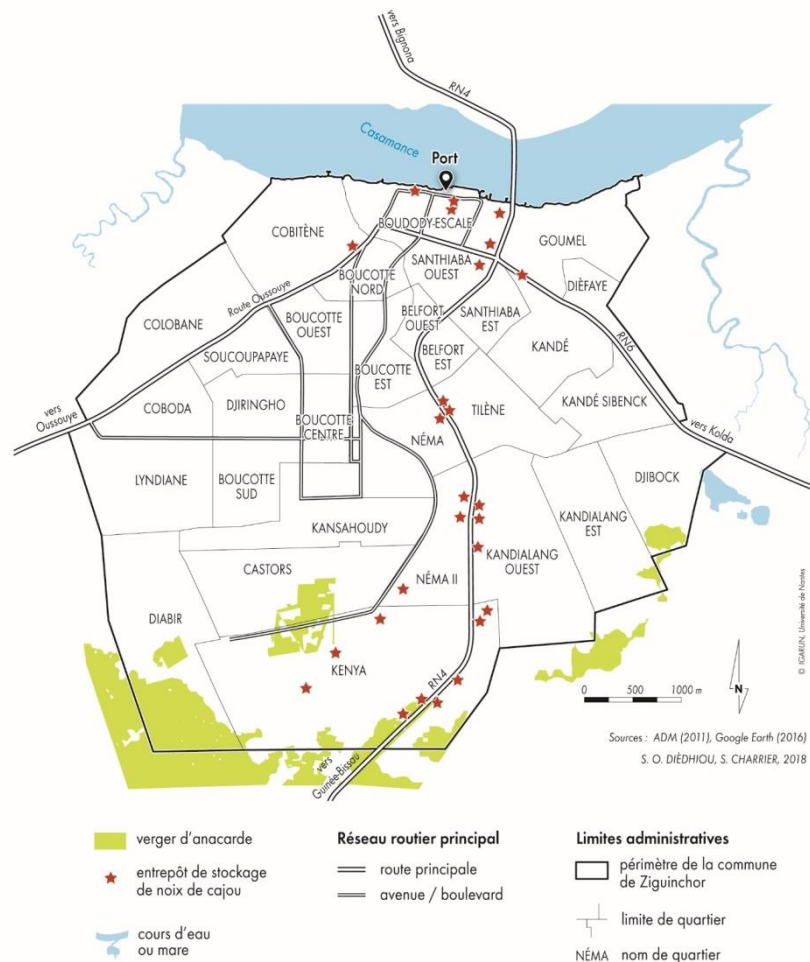 vers Bignona
RN4
Casamance
Port
COBITÈNE
BOUDODY-ESCALE
GOUMEL
BOUCOTTE
NORD
SANTHIABA
OUEST
DIÈFAYE
Route Oussouye
COLOBANE
BOUCOTTE
OUEST
BELFORT
OUEST
SANTHIABA
EST
RN6
SOUCOUPAPAYE
BELFORT
EST
KANDÉ
BOUCOTTE
EST
vers
Oussouye
COBODA
DJIRINGHO
BOUCOTTE
CENTRE
TILÈNE
KANDÉ SIBENCK
vers Kolda
NÉMA
LYNDIANE
BOUCOTTE
SUD
DJIBOCK
KANSAHOUDY
KANDIALANG
EST
KANDIALANG
OUEST
CASTORS
NÉMA II
DIABIR
KENYA
RN4
vers
Guinée-Bissau
0 500 1000 m
N
© IGARUN, Université de Nantes
Sources : ADM (2011), Google Earth (2016)
S. O. DIÈDHIOU, S. CHARRIER, 2018
verger d'anacarde
entrepôt de stockage
de noix de cajou
cours d'eau
ou mare
Réseau routier principal
route principale
avenue / boulevard
Limites administratives
périmètre de la commune
de Ziguinchor
limite de quartier
NÉMA nom de quartier